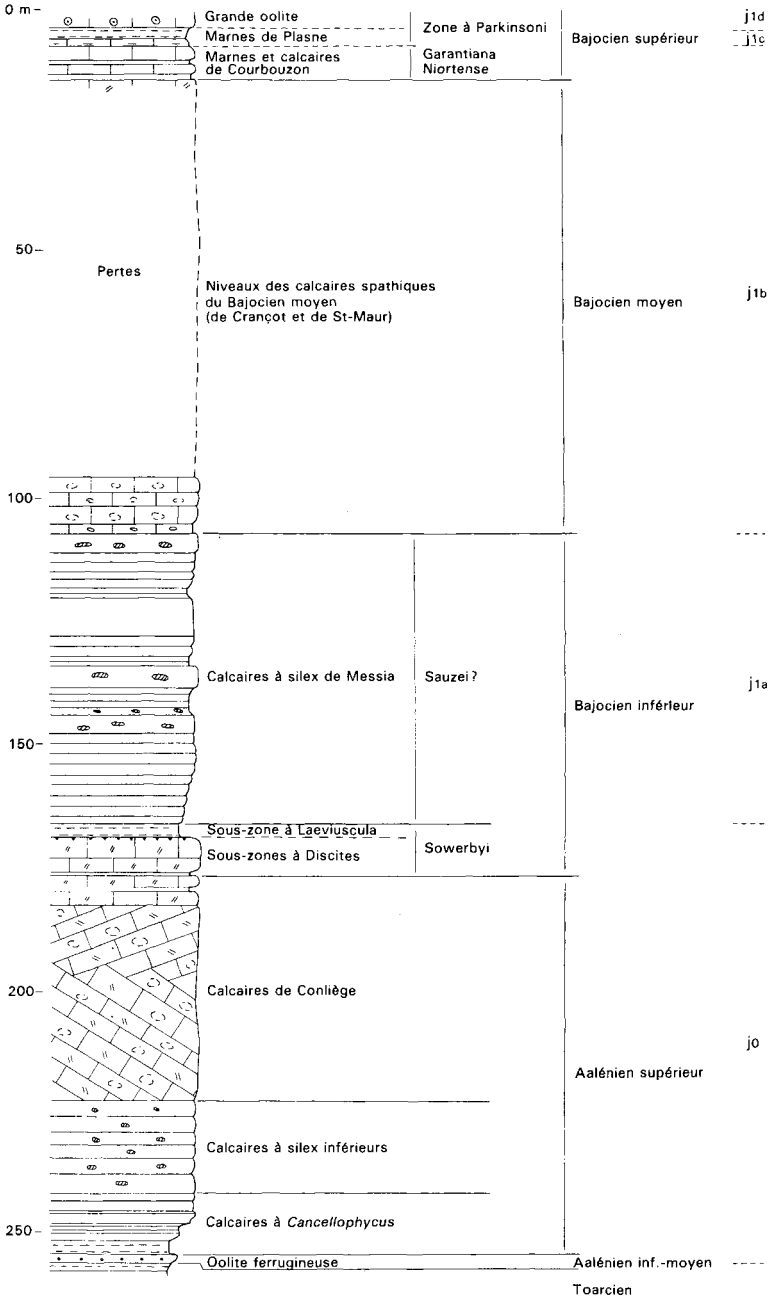 0 m –
Grande oolite
Zone à Parkinsoni
Bajocien supérieur
j1d
Marnes de Plasne
j1c
Marnes et calcaires
de Courbouzon
Garantiana
Niortense
50 –
Pertes
Niveaux des calcaires spathiques
du Bajocien moyen
(de Crançot et de St-Maur)
Bajocien moyen
j1b
100 –
Calcaires à silex de Messia
Sauzei ?
Bajocien inférieur
j1a
150 –
Sous-zone à Laeviuscula
Sous-zones à Discites
Sowerbyi
200 –
Calcaires de Conliège
j0
Aalénien supérieur
Calcaires à silex inférieurs
Calcaires à Cancellophycus
250 –
Oolite ferrugineuse
Aalénien inf.-moyen
Toarcien